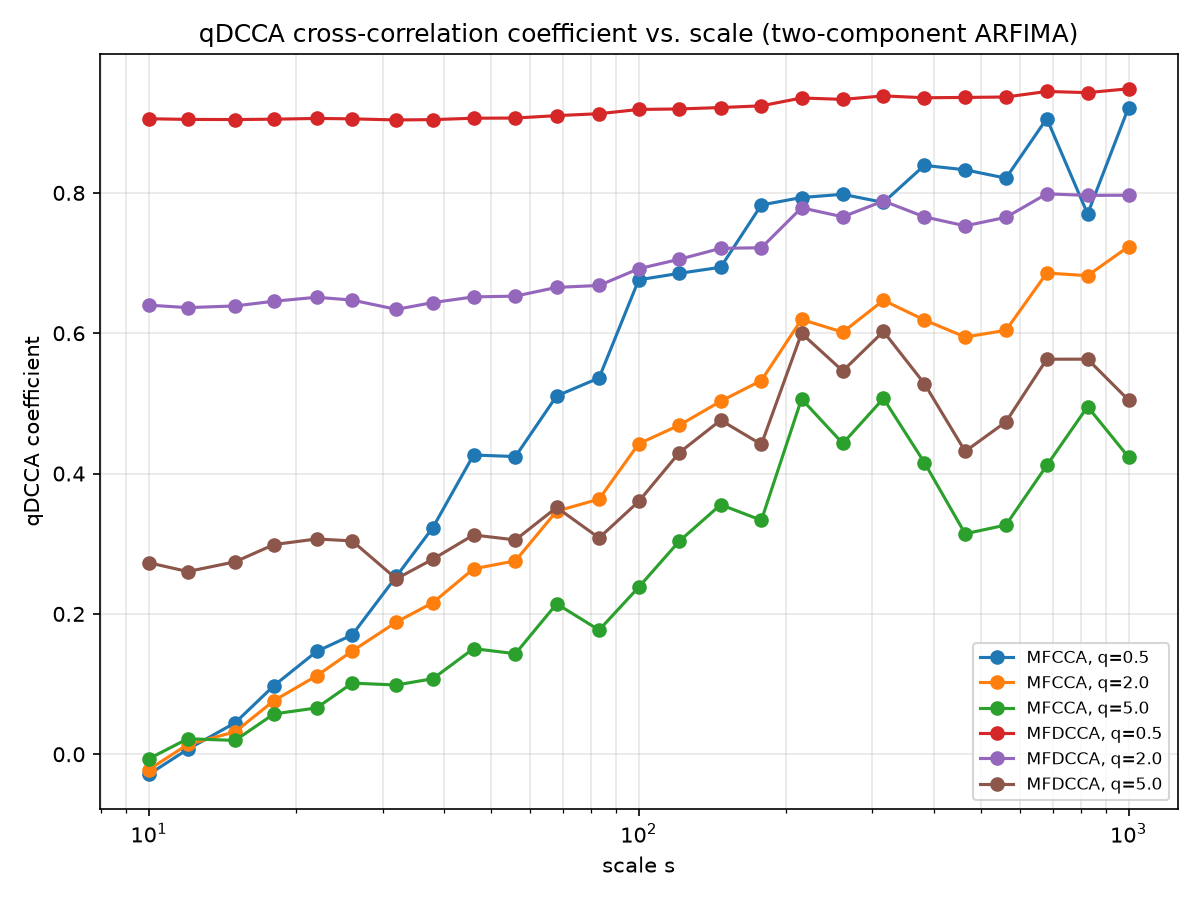 qDCCA cross-correlation coefficient vs. scale (two-component ARFIMA)
qDCCA coefficient
0.8
0.6
0.4
0.2
0.0
10¹
10²
10³
scale s
MFCCA, q=0.5
MFCCA, q=2.0
MFCCA, q=5.0
MFDCCA, q=0.5
MFDCCA, q=2.0
MFDCCA, q=5.0